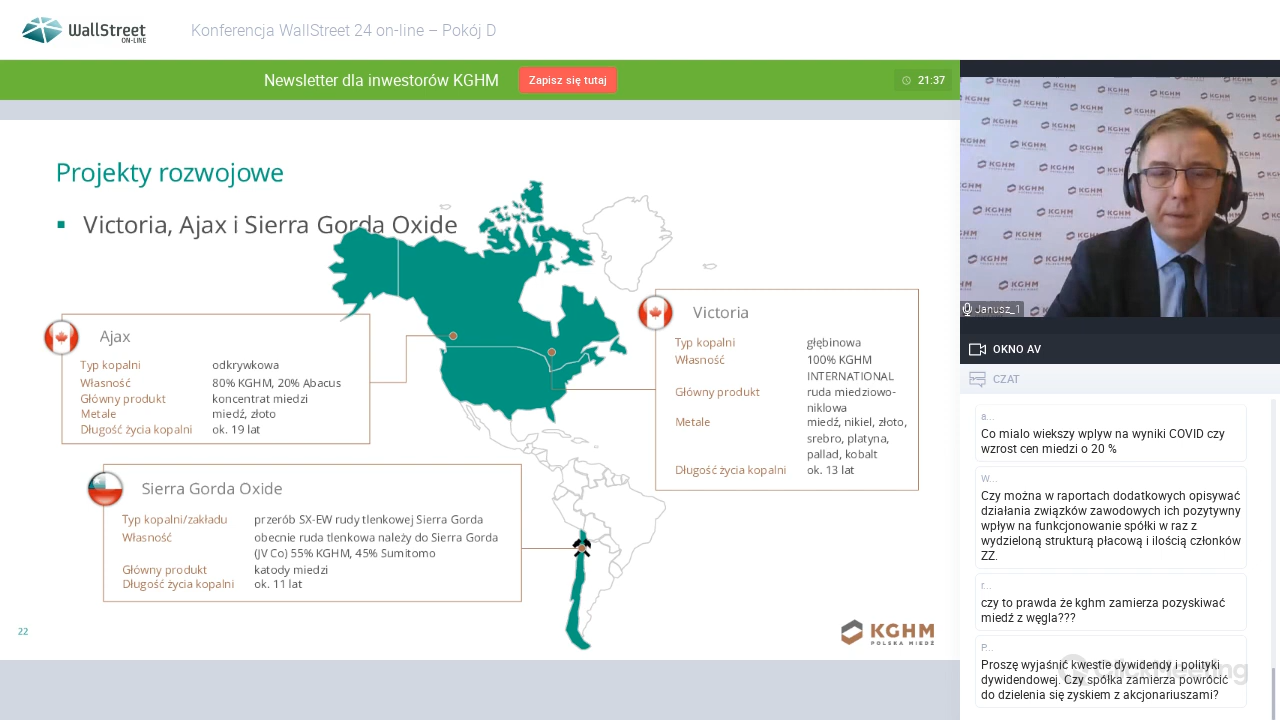 WallStreet
ON-LINE
Konferencja WallStreet 24 on-line – Pokój D
Newsletter dla inwestorów KGHM
Zapisz się tutaj
21:37
Projekty rozwojowe
Victoria, Ajax i Sierra Gorda Oxide
Ajax
Typ kopalni odkrywkowa
Własność 80% KGHM, 20% Abacus
Główny produkt koncentrat miedzi
Metale miedź, złoto
Długość życia kopalni ok. 19 lat
Victoria
Typ kopalni głębinowa
Własność 100% KGHM
INTERNATIONAL
Główny produkt ruda miedziowo-
niklowa
Metale miedź, nikiel, złoto,
srebro, platyna,
pallad, kobalt
Długość życia kopalni ok. 13 lat
Sierra Gorda Oxide
Typ kopalni/zakładu przerób SX-EW rudy tlenkowej Sierra Gorda
Własność obecnie ruda tlenkowa należy do Sierra Gorda
(JV Co) 55% KGHM, 45% Sumitomo
Główny produkt katody miedzi
Długość życia kopalni ok. 11 lat
22
KGHM
POLSKA MIEDŹ
Janusz_1
OKNO AV
CZAT
a...
Co mialo wiekszy wplyw na wyniki COVID czy
wzrost cen miedzi o 20 %
W...
Czy można w raportach dodatkowych opisywać
działania związków zawodowych ich pozytywny
wpływ na funkcjonowanie spółki w raz z
wydzieloną strukturą płacową i ilością członków
ZZ.
r...
czy to prawda że kghm zamierza pozyskiwać
miedź z węgla???
P...
Proszę wyjaśnić kwestie dywidendy i polityki
dywidendowej. Czy spółka zamierza powrócić
do dzielenia się zyskiem z akcjonariuszami?
ClickMeeting